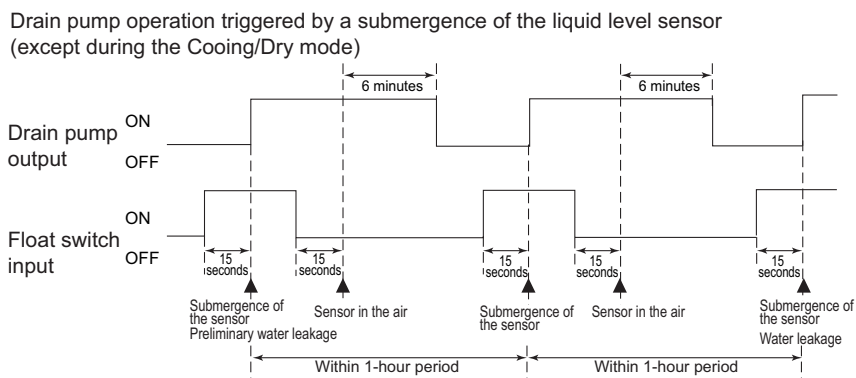 Drain pump operation triggered by a submergence of the liquid level sensor
(except during the Cooing/Dry mode)
6 minutes
6 minutes
Drain pump
output
ON
OFF
Float switch
input
ON
OFF
15
seconds
15
seconds
15
seconds
15
seconds
15
seconds
Submergence of
the sensor
Preliminary water leakage
Sensor in the air
Submergence of
the sensor
Sensor in the air
Submergence of
the sensor
Water leakage
Within 1-hour period
Within 1-hour period